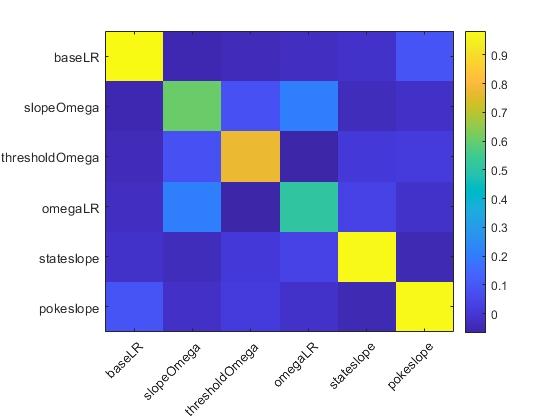 baseLR
slopeOmega
thresholdOmega
omegaLR
stateslope
pokeslope
baseLR
slopeOmega
thresholdOmega
omegaLR
stateslope
pokeslope
0.9
0.8
0.7
0.6
0.5
0.4
0.3
0.2
0.1
0